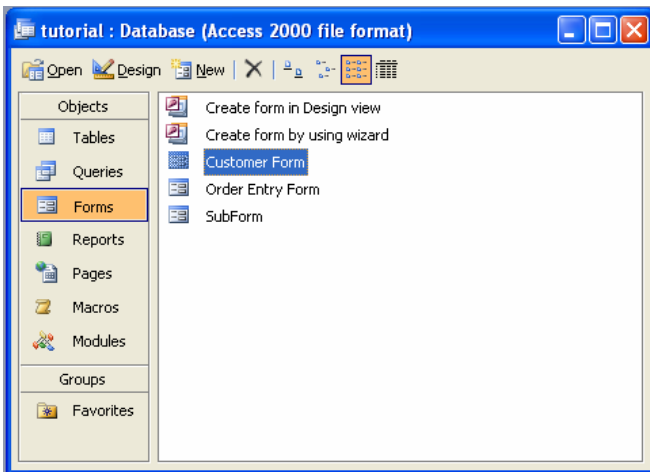 tutorial : Database (Access 2000 file format)
Open Design New
Objects
Tables
Queries
Forms
Reports
Pages
Macros
Modules
Groups
Favorites
Create form in Design view
Create form by using wizard
Customer Form
Order Entry Form
SubForm